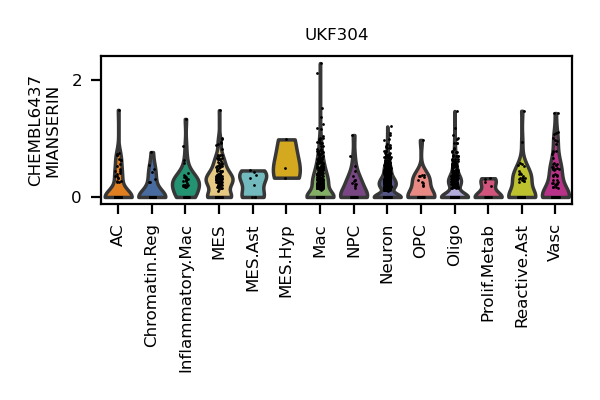 UKF304
CHEMBL6437
MIANSERIN
2
0
AC
Chromatin.Reg
Inflammatory.Mac
MES
MES.Ast
MES.Hyp
Mac
NPC
Neuron
OPC
Oligo
Prolif.Metab
Reactive.Ast
Vasc